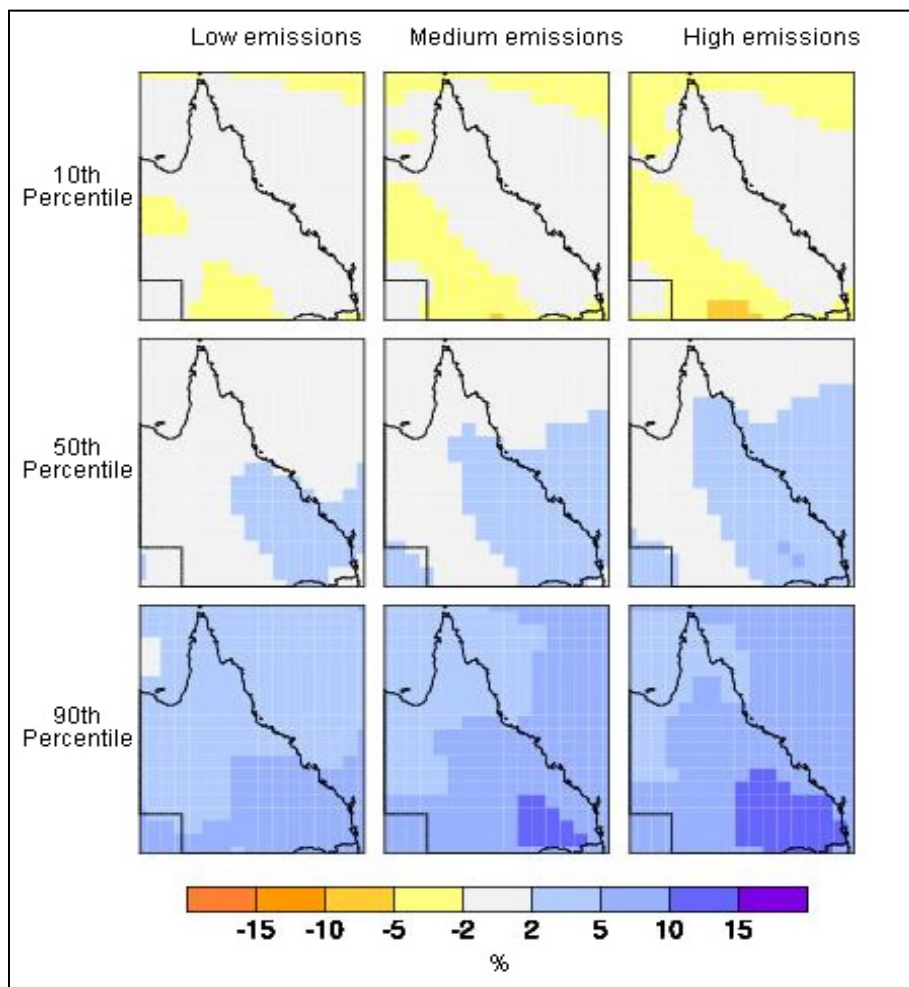 Low emissions Medium emissions High emissions
10th
Percentile
50th
Percentile
90th
Percentile
-15 -10 -5 -2 2 5 10 15
%